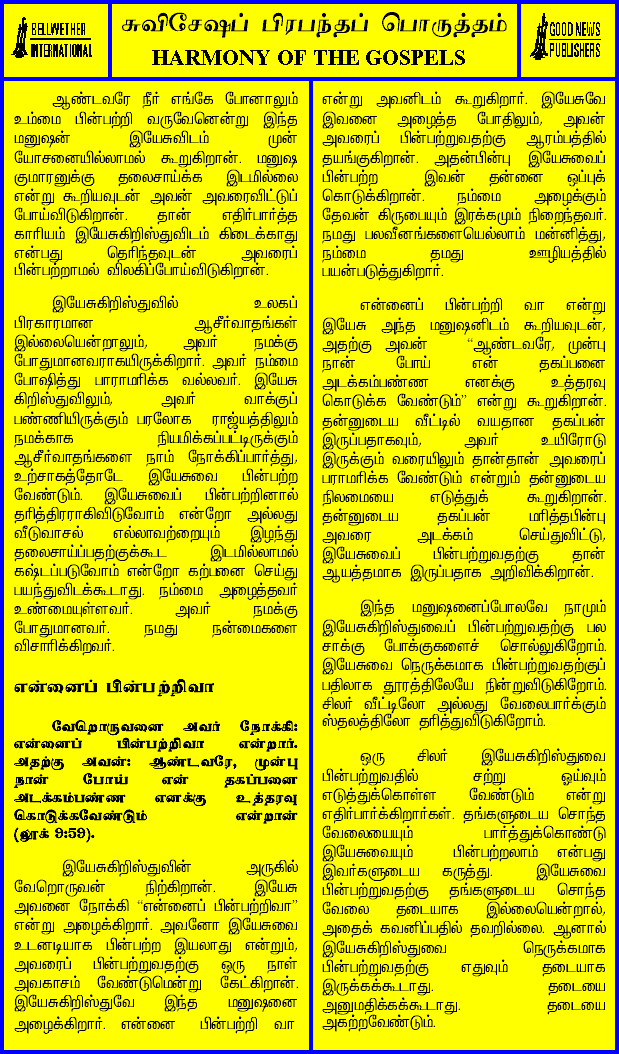 BELLWETHER
INTERNATIONAL
சுவிசேஷப் பிரபந்தப் பொருத்தம்
HARMONY OF THE GOSPELS
GOOD NEWS
PUBLISHERS
ஆண்டவரே நீர் எங்கே போனாலும்
உம்மை பின்பற்றி வருவேனென்று இந்த
மனுஷன் இயேசுவிடம் முன்
யோசனையில்லாமல் கூறுகிறான். மனுஷ
குமாரனுக்கு தலைசாய்க்க இடமில்லை
என்று கூறியவுடன் அவன் அவரைவிட்டுப்
போய்விடுகிறான். தான் எதிர்பார்த்த
காரியம் இயேசுகிறிஸ்துவிடம் கிடைக்காது
என்பது தெரிந்தவுடன் அவரைப்
பின்பற்றாமல் விலகிப்போய்விடுகிறான்.
இயேசுகிறிஸ்துவில் உலகப்
பிரகாரமான ஆசீர்வாதங்கள்
இல்லையென்றாலும், அவர் நமக்கு
போதுமானவராகயிருக்கிறார். அவர் நம்மை
போஷித்து பாராமரிக்க வல்லவர். இயேசு
கிறிஸ்துவிலும், அவர் வாக்குப்
பண்ணியிருக்கும் பரலோக ராஜ்யத்திலும்
நமக்காக நியமிக்கப்பட்டிருக்கும்
ஆசீர்வாதங்களை நாம் நோக்கிப்பார்த்து,
உற்சாகத்தோடே இயேசுவை பின்பற்ற
வேண்டும். இயேசுவைப் பின்பற்றினால்
தரித்திரராகிவிடுவோம் என்றோ அல்லது
வீடுவாசல் எல்லாவற்றையும் இழந்து
தலைசாய்ப்பதற்குக்கூட இடமில்லாமல்
கஷ்டப்படுவோம் என்றோ கற்பனை செய்து
பயந்துவிடக்கூடாது. நம்மை அழைத்தவர்
உண்மையுள்ளவர். அவர் நமக்கு
போதுமானவர். நமது நன்மைகளை
விசாரிக்கிறவர்.
என்னைப் பின்பற்றிவா
வேறொருவனை அவர் நோக்கி:
என்னைப் பின்பற்றிவா என்றார்.
அதற்கு அவன்: ஆண்டவரே, முன்பு
நான் போய் என் தகப்பனை
அடக்கம்பண்ண எனக்கு உத்தரவு
கொடுக்கவேண்டும் என்றான்
(லூக் 9:59).
இயேசுகிறிஸ்துவின் அருகில்
வேறொருவன் நிற்கிறான். இயேசு
அவனை நோக்கி “என்னைப் பின்பற்றிவா”
என்று அழைக்கிறார். அவனோ இயேசுவை
உடனடியாக பின்பற்ற இயலாது என்றும்,
அவரைப் பின்பற்றுவதற்கு ஒரு நாள்
அவகாசம் வேண்டுமென்று கேட்கிறான்.
இயேசுகிறிஸ்துவே இந்த மனுஷனை
அழைக்கிறார். என்னை பின்பற்றி வா
என்று அவனிடம் கூறுகிறார். இயேசுவே
இவனை அழைத்த போதிலும், அவன்
அவரைப் பின்பற்றுவதற்கு ஆரம்பத்தில்
தயங்குகிறான். அதன்பின்பு இயேசுவைப்
பின்பற்ற இவன் தன்னை ஒப்புக்
கொடுக்கிறான். நம்மை அழைக்கும்
தேவன் கிருபையும் இரக்கமும் நிறைந்தவர்.
நமது பலவீனங்களையெல்லாம் மன்னித்து,
நம்மை தமது ஊழியத்தில்
பயன்படுத்துகிறார்.
என்னைப் பின்பற்றி வா என்று
இயேசு அந்த மனுஷனிடம் கூறியவுடன்,
அதற்கு அவன் “ஆண்டவரே, முன்பு
நான் போய் என் தகப்பனை
அடக்கம்பண்ண எனக்கு உத்தரவு
கொடுக்க வேண்டும்” என்று கூறுகிறான்.
தன்னுடைய வீட்டில் வயதான தகப்பன்
இருப்பதாகவும், அவர் உயிரோடு
இருக்கும் வரையிலும் தான்தான் அவரைப்
பராமரிக்க வேண்டும் என்றும் தன்னுடைய
நிலமையை எடுத்துக் கூறுகிறான்.
தன்னுடைய தகப்பன் மரித்தபின்பு
அவரை அடக்கம் செய்துவிட்டு,
இயேசுவைப் பின்பற்றுவதற்கு தான்
ஆயத்தமாக இருப்பதாக அறிவிக்கிறான்.
இந்த மனுஷனைப்போலவே நாமும்
இயேசுகிறிஸ்துவைப் பின்பற்றுவதற்கு பல
சாக்கு போக்குகளைச் சொல்லுகிறோம்.
இயேசுவை நெருக்கமாக பின்பற்றுவதற்குப்
பதிலாக தூரத்திலேயே நின்றுவிடுகிறோம்.
சிலர் வீட்டிலோ அல்லது வேலைபார்க்கும்
ஸ்தலத்திலோ தரித்துவிடுகிறோம்.
ஒரு சிலர் இயேசுகிறிஸ்துவை
பின்பற்றுவதில் சற்று ஓய்வும்
எடுத்துக்கொள்ள வேண்டும் என்று
எதிர்பார்க்கிறார்கள். தங்களுடைய சொந்த
வேலையையும் பார்த்துக்கொண்டு
இயேசுவையும் பின்பற்றலாம் என்பது
இவர்களுடைய கருத்து. இயேசுவை
பின்பற்றுவதற்கு தங்களுடைய சொந்த
வேலை தடையாக இல்லையென்றால்,
அதைக் கவனிப்பதில் தவறில்லை. ஆனால்
இயேசுகிறிஸ்துவை நெருக்கமாக
பின்பற்றுவதற்கு எதுவும் தடையாக
இருக்கக்கூடாது. தடையை
அனுமதிக்கக்கூடாது. தடையை
அகற்றவேண்டும்.